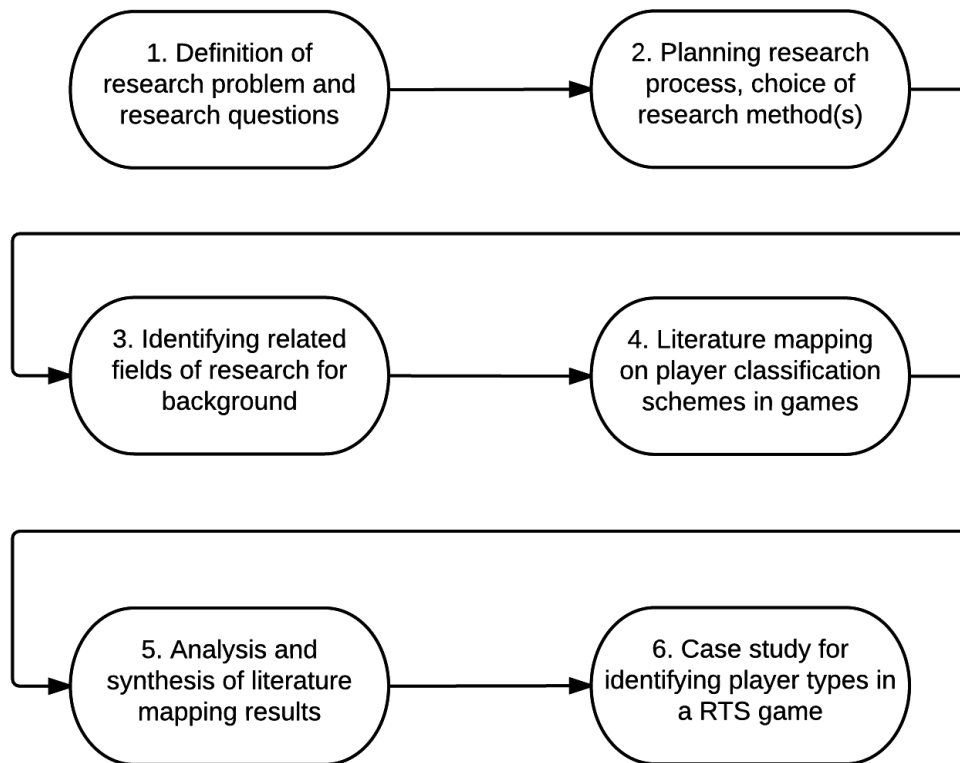 1. Definition of
research problem and
research questions
2. Planning research
process, choice of
research method(s)
3. Identifying related
fields of research for
background
4. Literature mapping
on player classification
schemes in games
5. Analysis and
synthesis of literature
mapping results
6. Case study for
identifying player types in
a RTS game